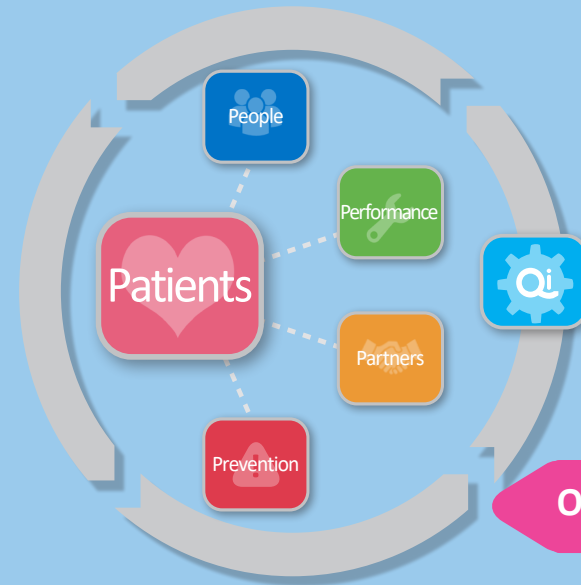 People
Performance
Patients
Qi
Partners
Prevention
O